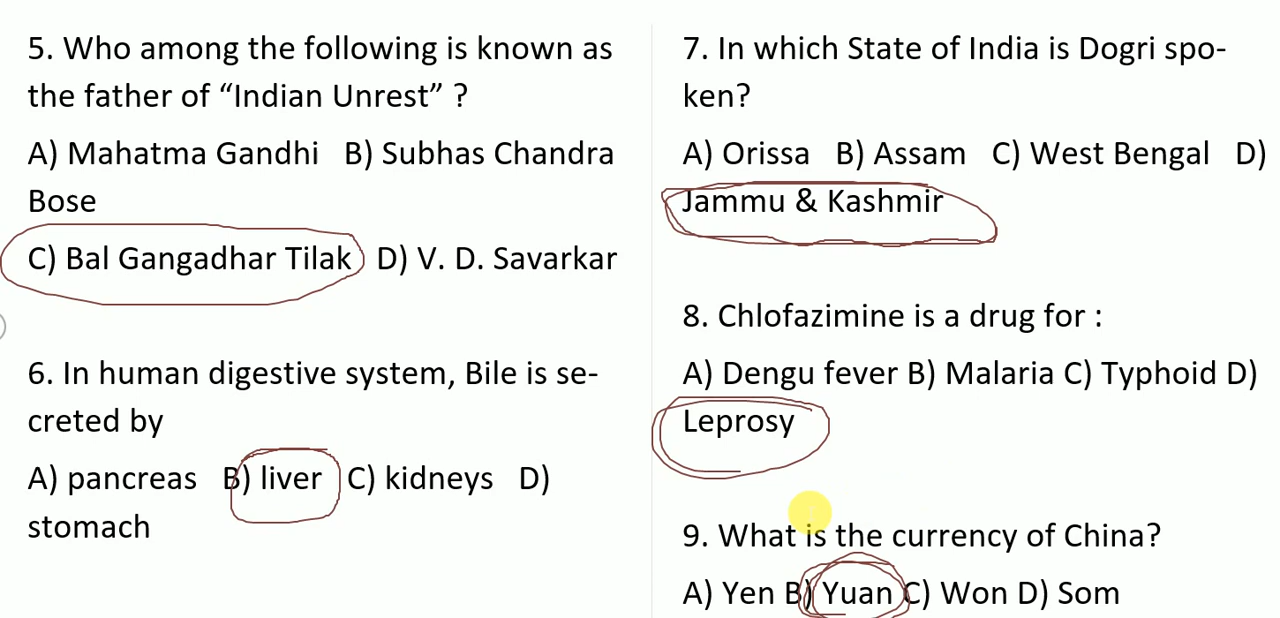 5. Who among the following is known as
the father of “Indian Unrest” ?
A) Mahatma Gandhi B) Subhas Chandra
Bose
C) Bal Gangadhar Tilak D) V. D. Savarkar
6. In human digestive system, Bile is se-
creted by
A) pancreas B) liver C) kidneys D)
stomach
7. In which State of India is Dogri spo-
ken?
A) Orissa B) Assam C) West Bengal D)
Jammu & Kashmir
8. Chlofazimine is a drug for :
A) Dengu fever B) Malaria C) Typhoid D)
Leprosy
9. What is the currency of China?
A) Yen B) Yuan C) Won D) Som